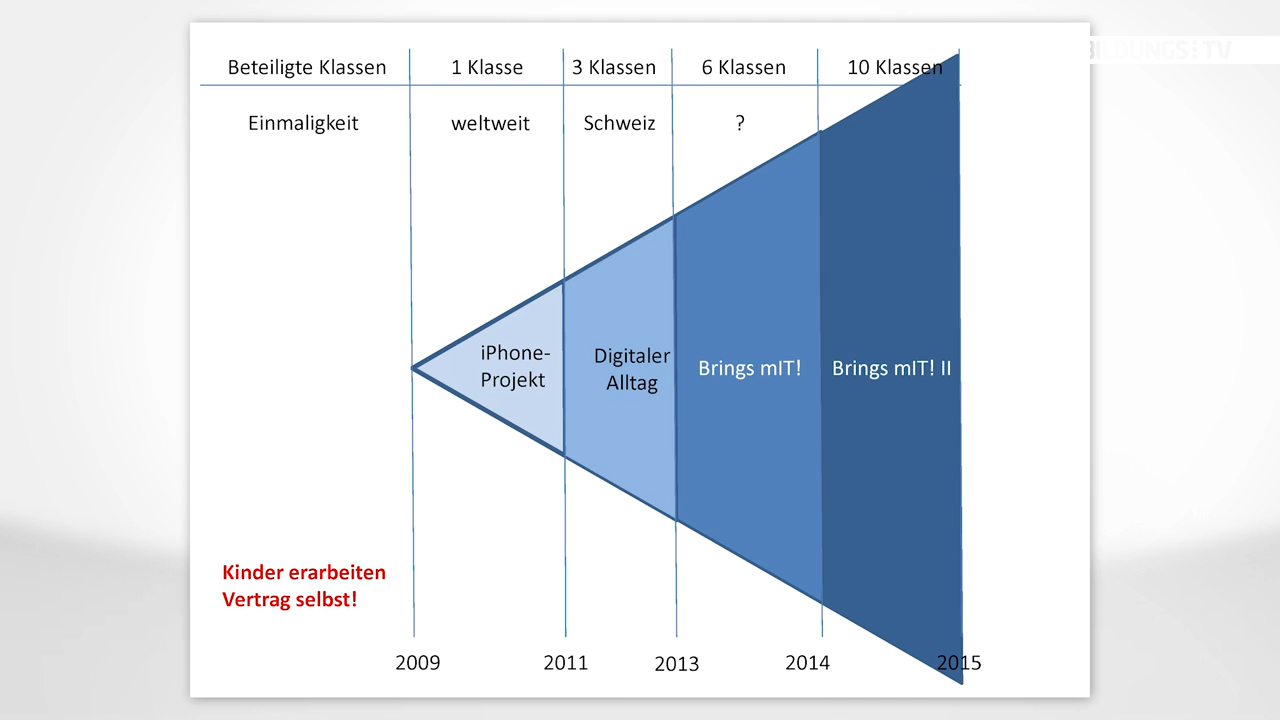 BILDUNGS TV
Beteiligte Klassen 1 Klasse 3 Klassen 6 Klassen 10 Klassen
Einmaligkeit weltweit Schweiz ?
iPhone-
Projekt
Digitaler
Alltag
Brings mIT!
Brings mIT! II
Kinder erarbeiten
Vertrag selbst!
2009 2011 2013 2014 2015